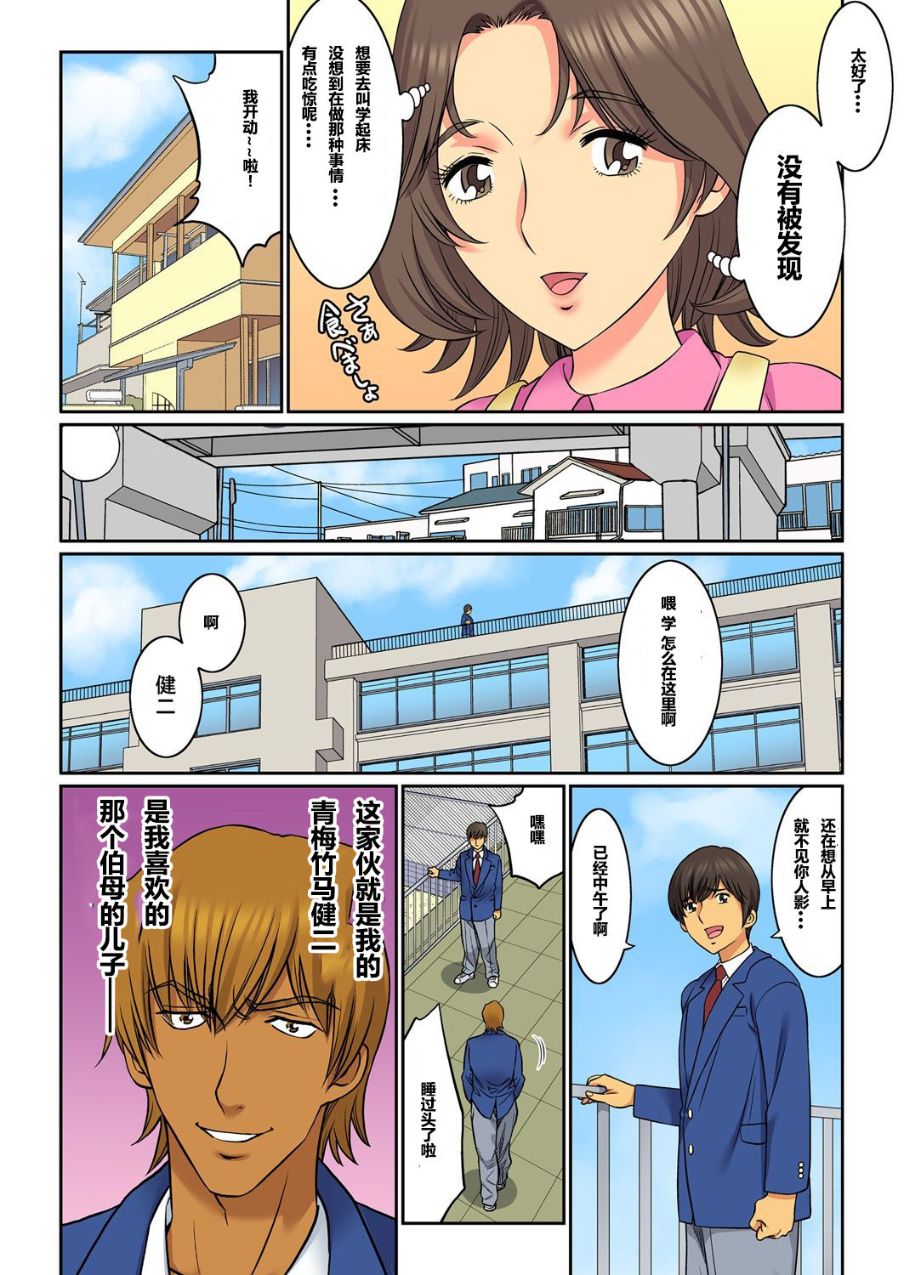 太好了…
没有被发现
想要去叫学起床
没想到在做那种事情
有点吃惊呢……
さぁ
食べましょ
我开动~~啦！
喂 学 怎么在这里啊
啊
健二
还在想从早上
就不见你人影…
已经中午了啊
嘿嘿
睡过头了啦
这家伙就是我的
青梅竹马健二
是我喜欢的
那个伯母的儿子——